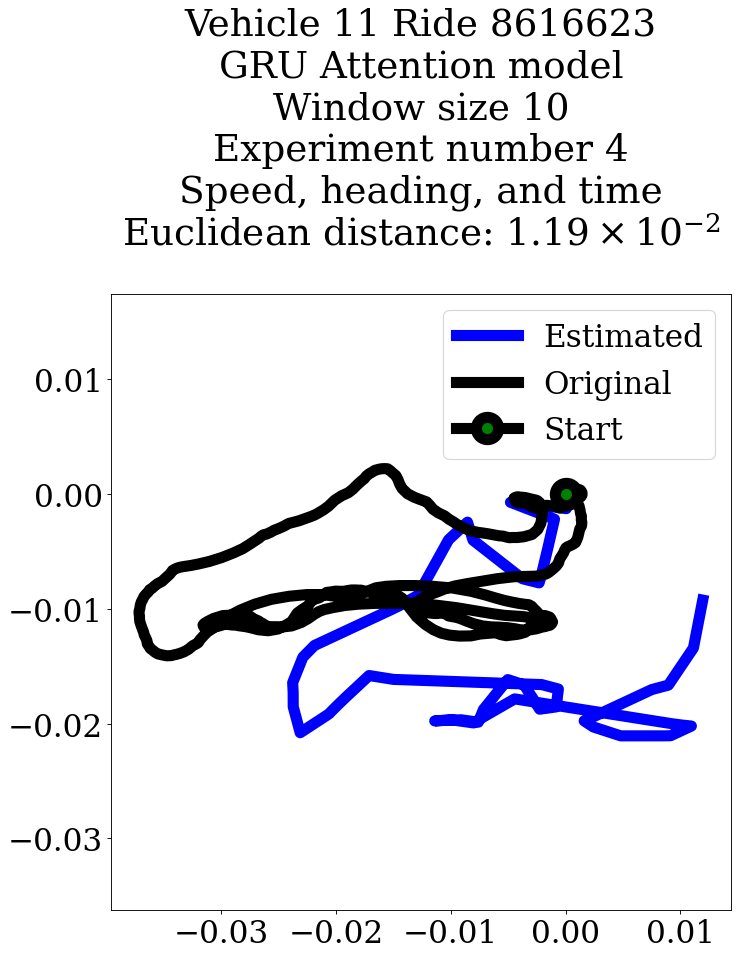 Vehicle 11 Ride 8616623
GRU Attention model
Window size 10
Experiment number 4
Speed, heading, and time
Euclidean distance: 1.19 × 10⁻²
Estimated
Original
Start
0.01
0.00
−0.01
−0.02
−0.03
−0.03 −0.02 −0.01 0.00 0.01